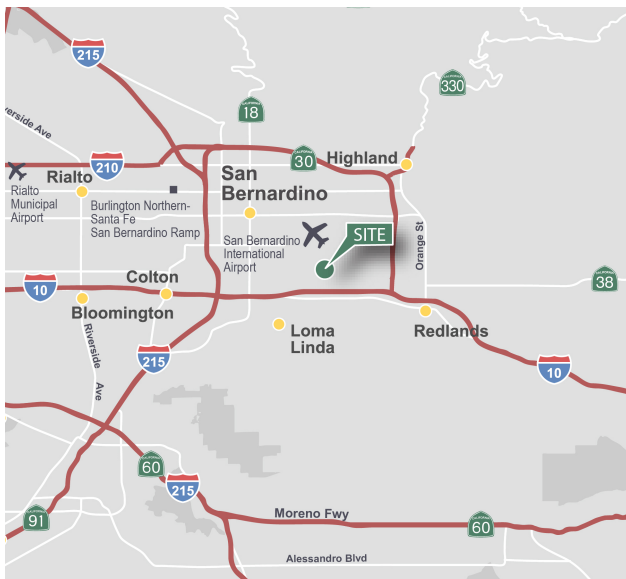 215
330
18
verside Ave
Highland
30
210
San
Bernardino
Rialto
Rialto
Municipal
Airport
Burlington Northern-
Santa Fe
San Bernardino Ramp
San Bernardino
International
Airport
SITE
Orange St
Colton
10
38
Bloomington
Loma
Linda
Redlands
Riverside
Ave
215
10
60
215
91
Moreno Fwy
60
Alessandro Blvd